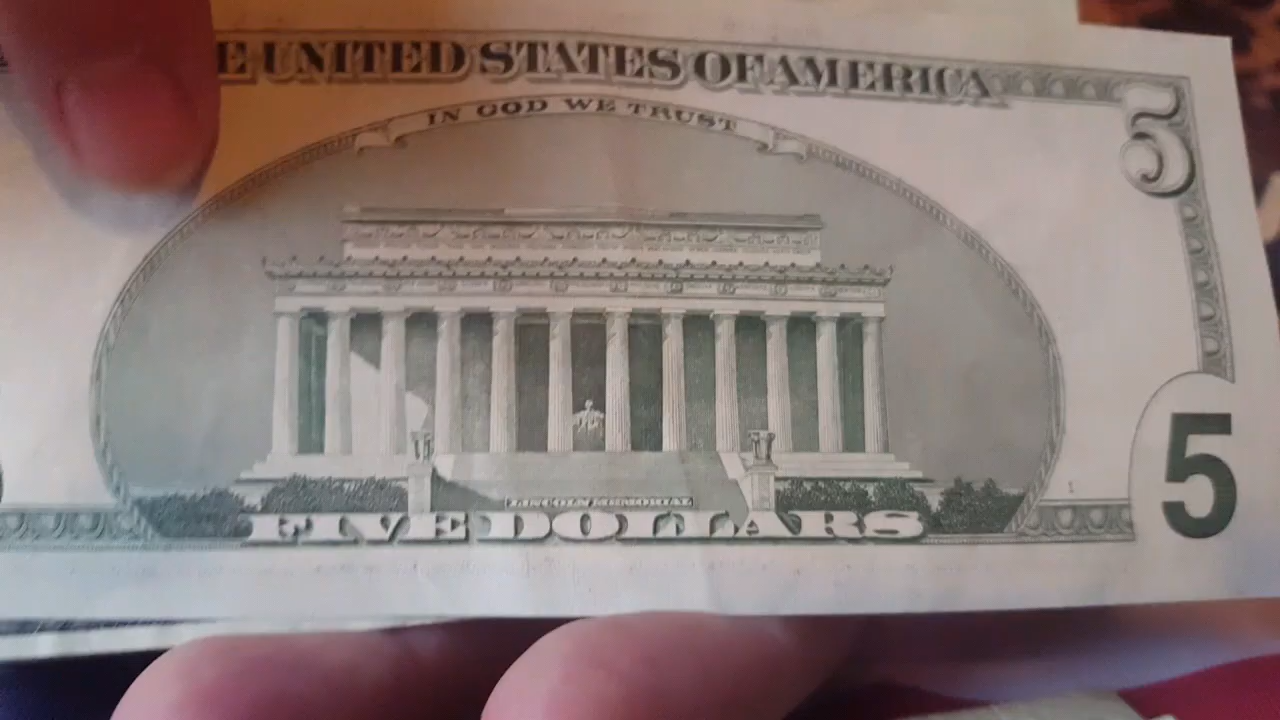 E UNITED STATES OF AMERICA
IN GOD WE TRUST
5
LINCOLN MEMORIAL
FIVE DOLLARS
5